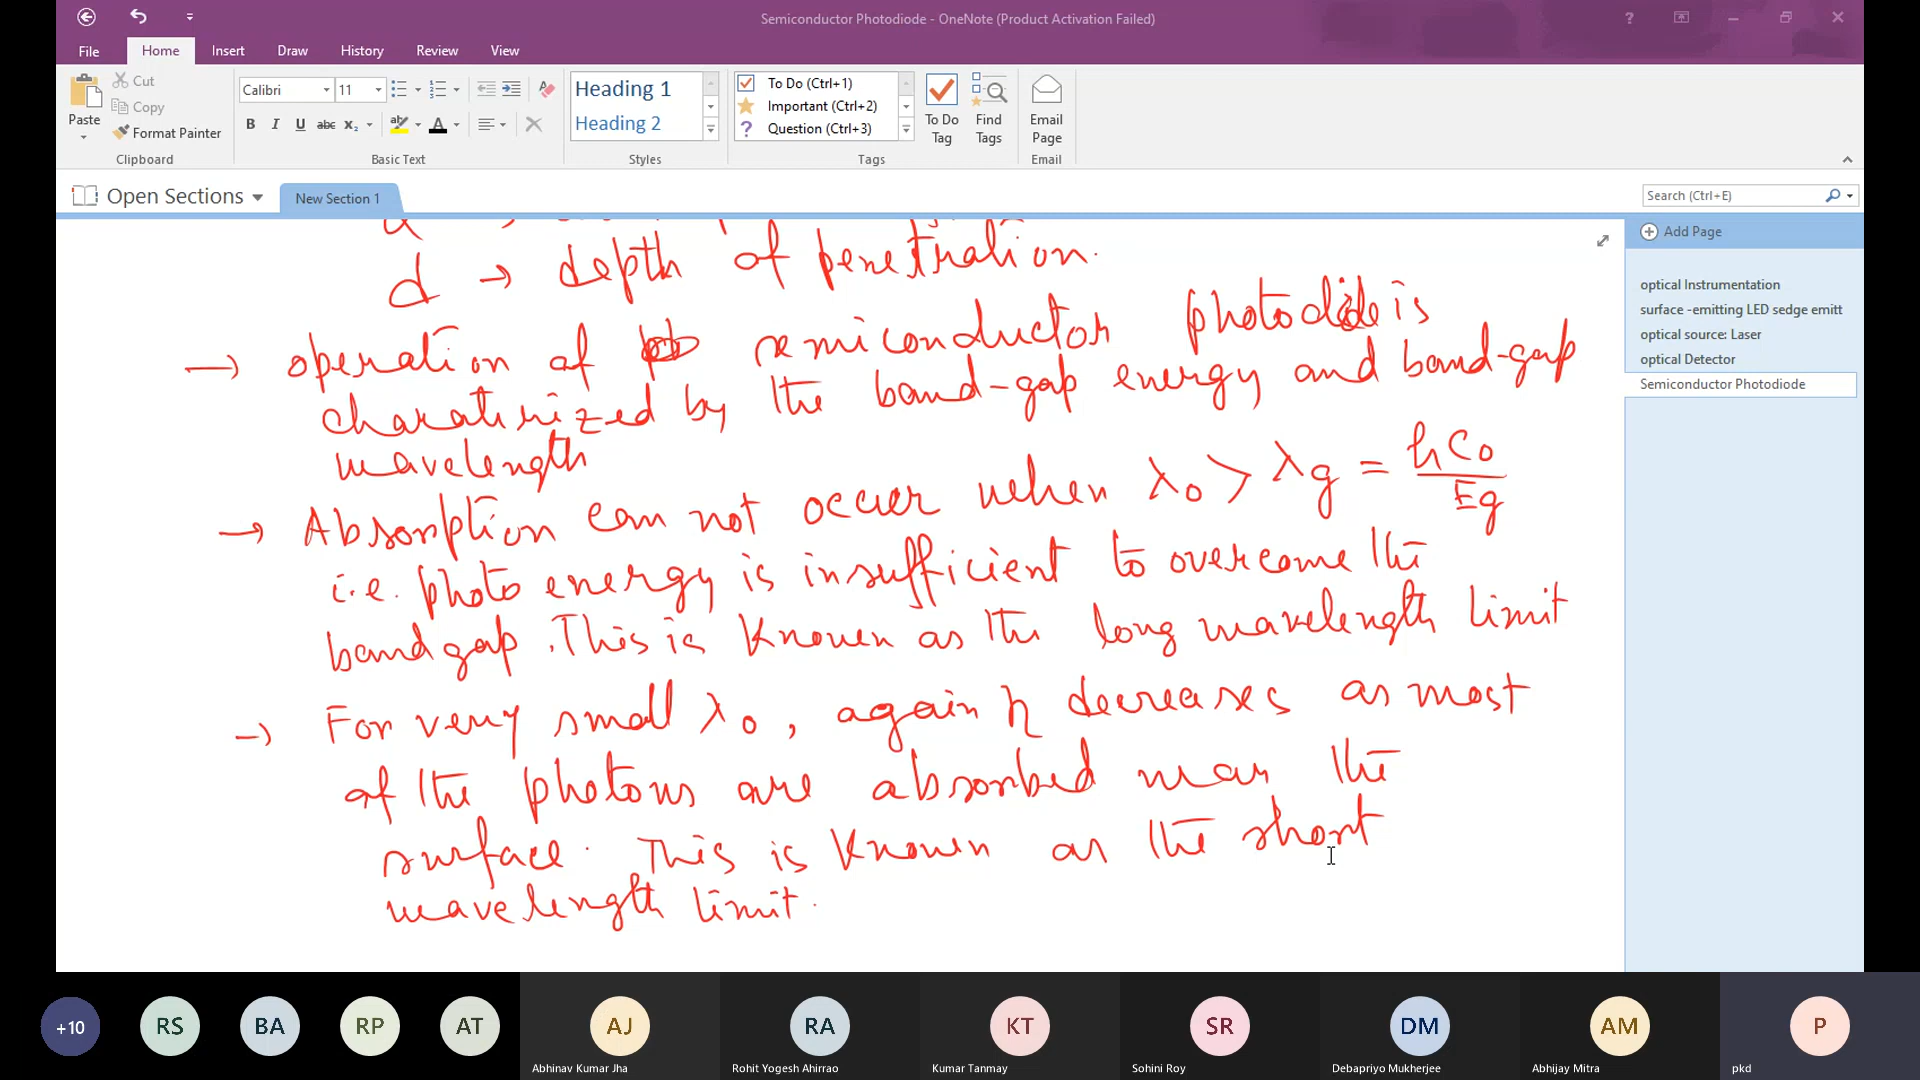 Semiconductor Photodiode - OneNote (Product Activation Failed)
?
File Home Insert Draw History Review View
Paste
Cut
Copy
Format Painter
Clipboard
Calibri 11
B I U abc x₂ A
Basic Text
Heading 1
Heading 2
Styles
To Do (Ctrl+1)
Important (Ctrl+2)
? Question (Ctrl+3)
Tags
To Do Tag
Find Tags
Email Page
Email
Open Sections
New Section 1
Search (Ctrl+E)
Add Page
optical Instrumentation
surface -emitting LED sedge emitt
optical source: Laser
optical Detector
Semiconductor Photodiode
d → depth of penetration.
→ operation of semiconductor photodide is
charaterized by the band-gap energy and band-gap
wavelength
→ Absorption can not occur when λ₀ > λg = hC₀/Eg
i.e. photo energy is insufficient to overcome the
bandgap. This is known as the long wavelength limit
→ For very small λ₀, again η decreases as most
of the photons are absorbed near the
surface. This is known as the short
wavelength limit.
+10 RS BA RP AT AJ RA KT SR DM AM P
Abhinav Kumar Jha Rohit Yogesh Ahirrao Kumar Tanmay Sohini Roy Debapriyo Mukherjee Abhijay Mitra pkd